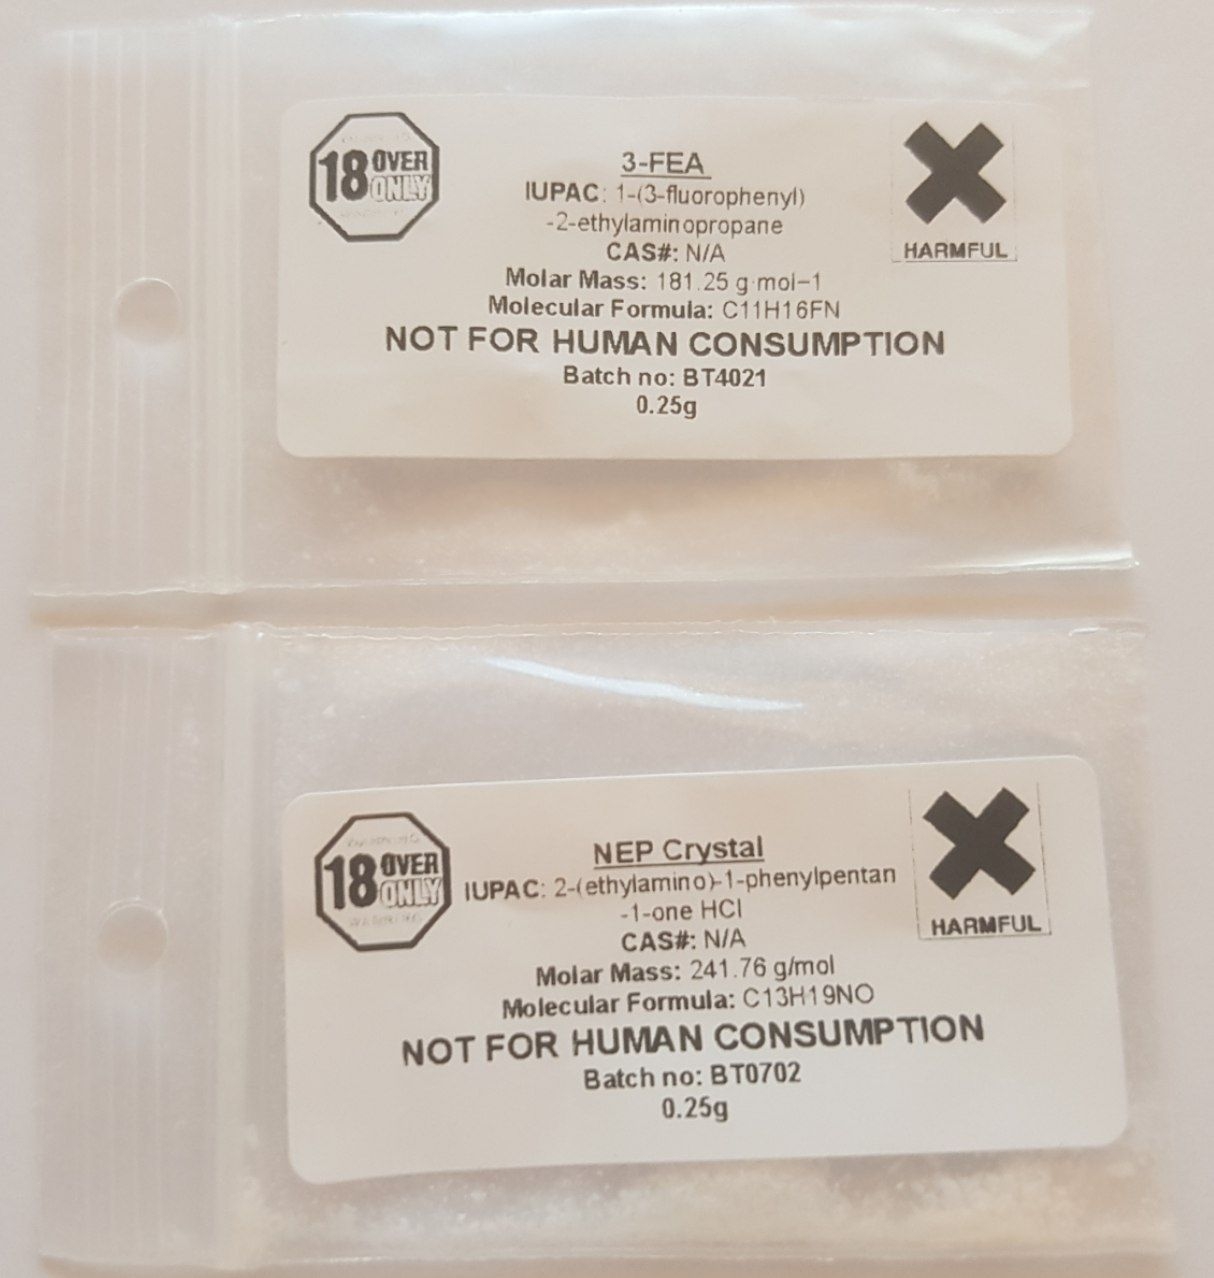 18 OVER ONLY
3-FEA
IUPAC: 1-(3-fluorophenyl)
-2-ethylaminopropane
CAS#: N/A
Molar Mass: 181.25 g·mol−1
Molecular Formula: C11H16FN
NOT FOR HUMAN CONSUMPTION
Batch no: BT4021
0.25g
HARMFUL
18 OVER ONLY
NEP Crystal
IUPAC: 2-(ethylamino)-1-phenylpentan
-1-one HCl
CAS#: N/A
Molar Mass: 241.76 g/mol
Molecular Formula: C13H19NO
NOT FOR HUMAN CONSUMPTION
Batch no: BT0702
0.25g
HARMFUL